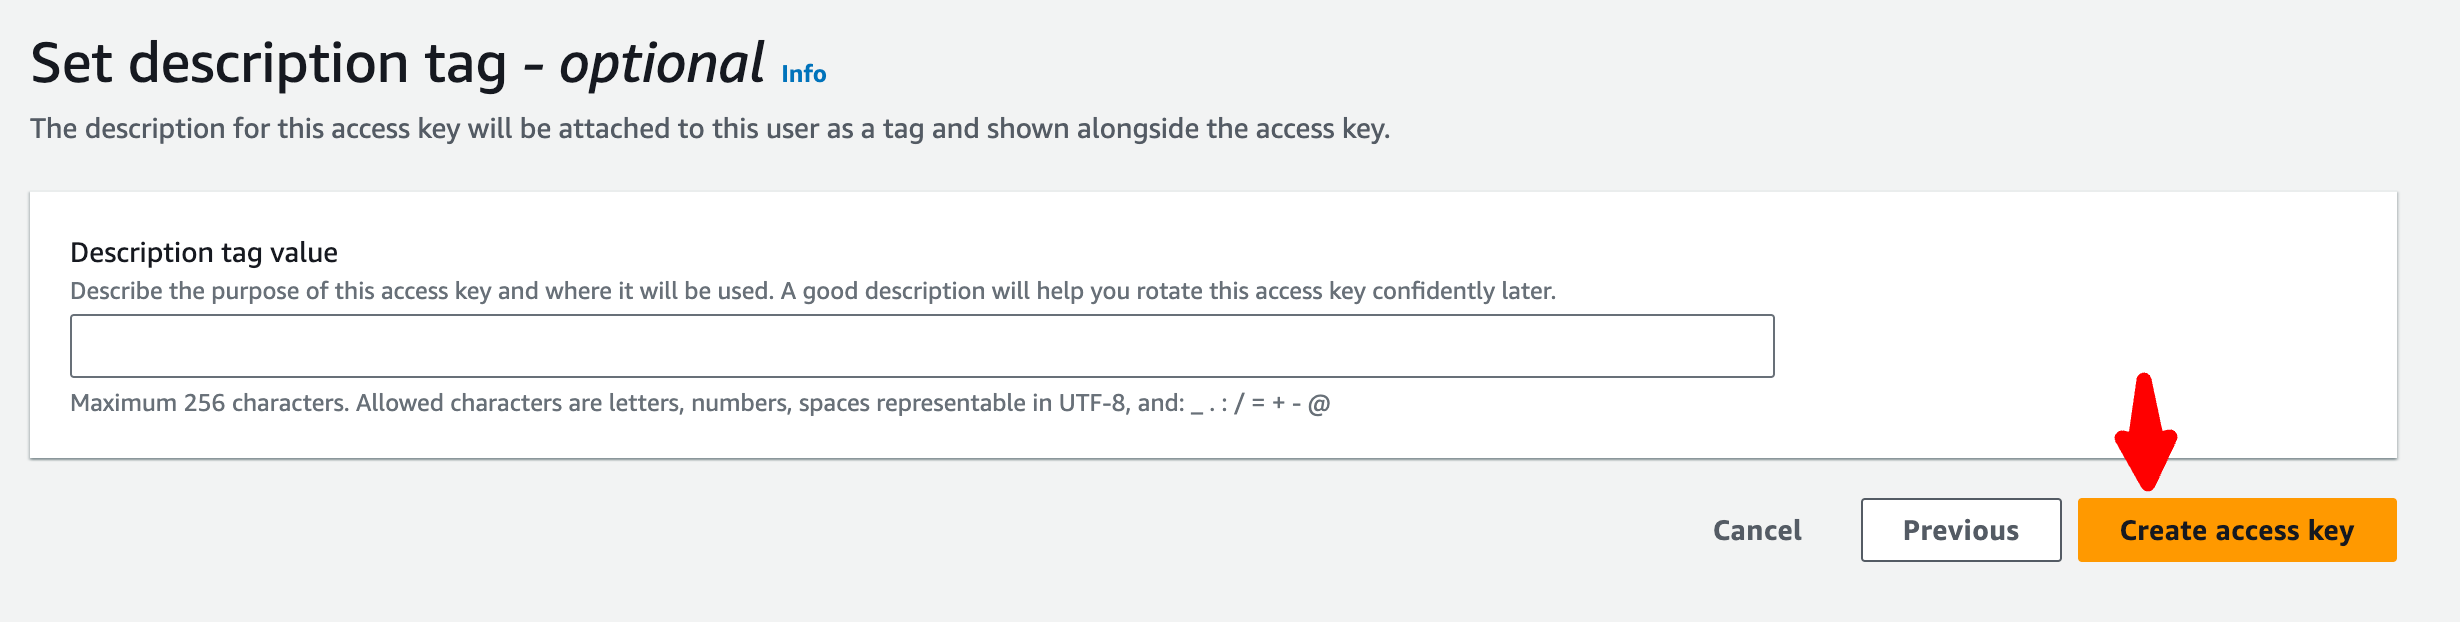 Set description tag - optional Info
The description for this access key will be attached to this user as a tag and shown alongside the access key.
Description tag value
Describe the purpose of this access key and where it will be used. A good description will help you rotate this access key confidently later.
Maximum 256 characters. Allowed characters are letters, numbers, spaces representable in UTF-8, and: _ . : / = + - @
Cancel Previous Create access key